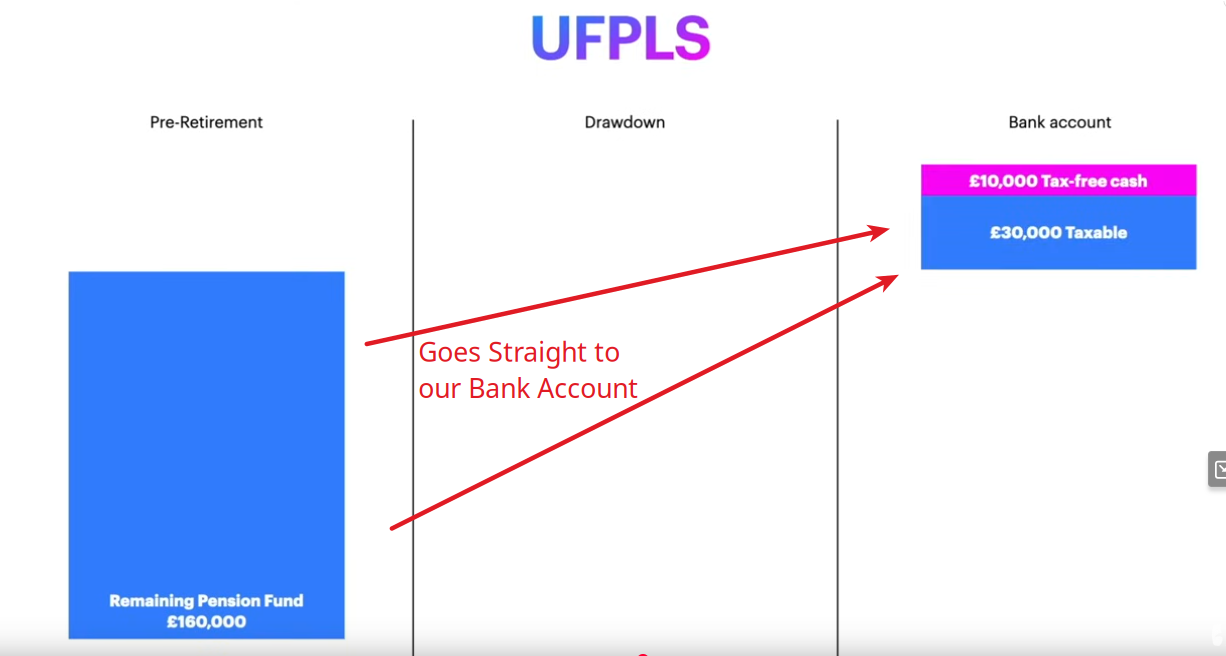 UFPLS
Pre-Retirement
Drawdown
Bank account
£10,000 Tax-free cash
£30,000 Taxable
Goes Straight to
our Bank Account
Remaining Pension Fund
£160,000